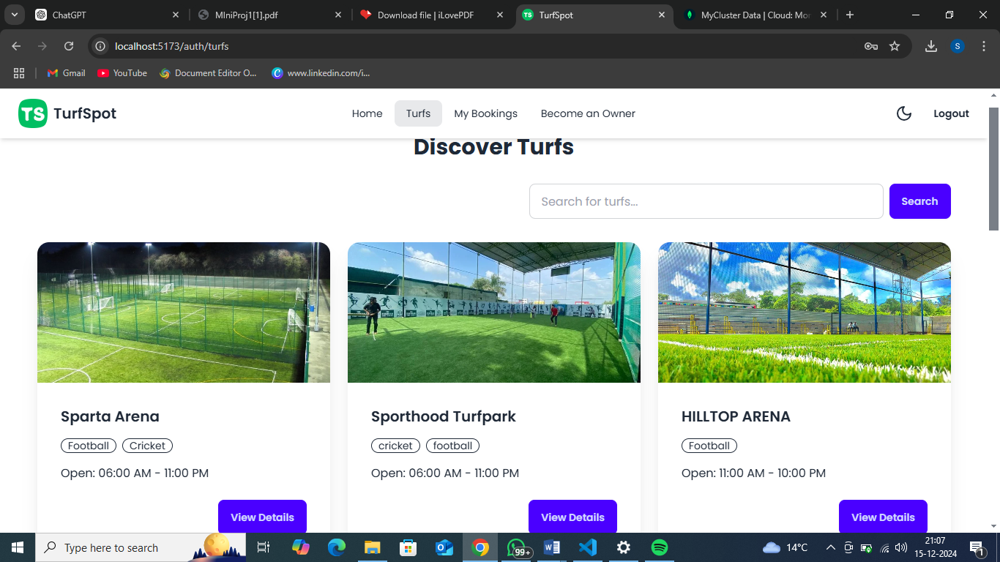 ChatGPT
MIniProj1[1].pdf
Download file | iLovePDF
TS TurfSpot
MyCluster Data | Cloud: Mon
localhost:5173/auth/turfs
S
Gmail
YouTube
Document Editor O...
www.linkedin.com/i...
TS TurfSpot
Home
Turfs
My Bookings
Become an Owner
Logout
Discover Turfs
Search for turfs...
Search
Sparta Arena
Football Cricket
Open: 06:00 AM - 11:00 PM
View Details
Sporthood Turfpark
cricket football
Open: 06:00 AM - 11:00 PM
View Details
HILLTOP ARENA
Football
Open: 11:00 AM - 10:00 PM
View Details
Type here to search
99+
14°C
21:07
15-12-2024
1